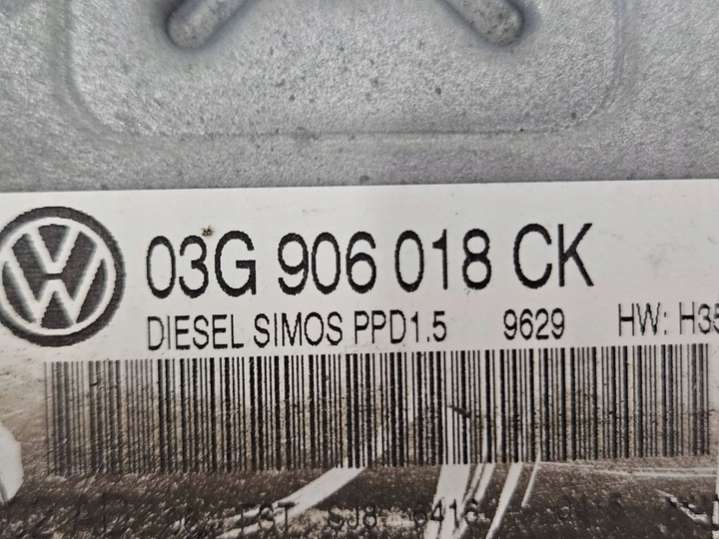 03G 906 018 CK
DIESEL SIMOS PPD1.5 9629 HW: H35